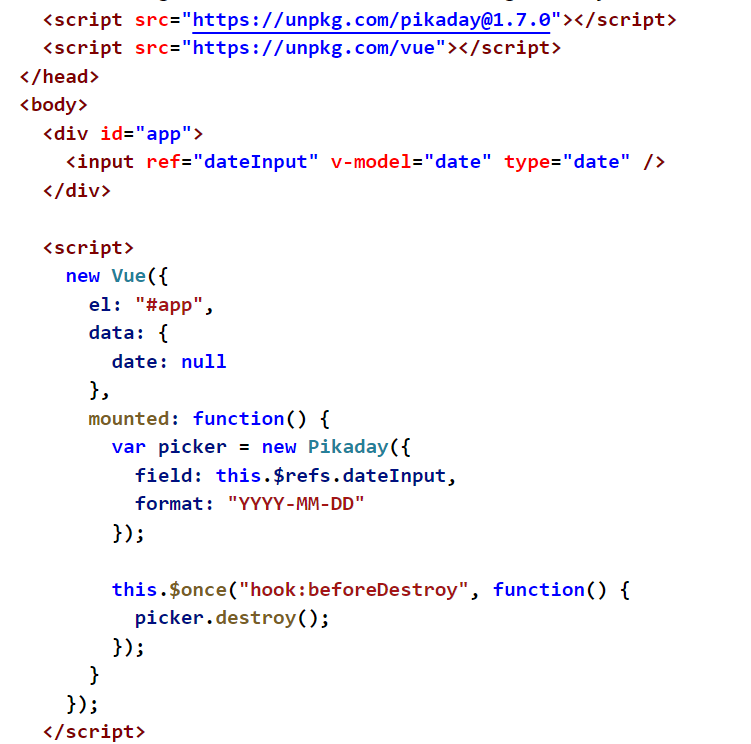 <script src="https://unpkg.com/pikaday@1.7.0"></script>
<script src="https://unpkg.com/vue"></script>
</head>
<body>
<div id="app">
<input ref="dateInput" v-model="date" type="date" />
</div>
<script>
new Vue({
el: "#app",
data: {
date: null
},
mounted: function() {
var picker = new Pikaday({
field: this.$refs.dateInput,
format: "YYYY-MM-DD"
});
this.$once("hook:beforeDestroy", function() {
picker.destroy();
});
}
});
</script>